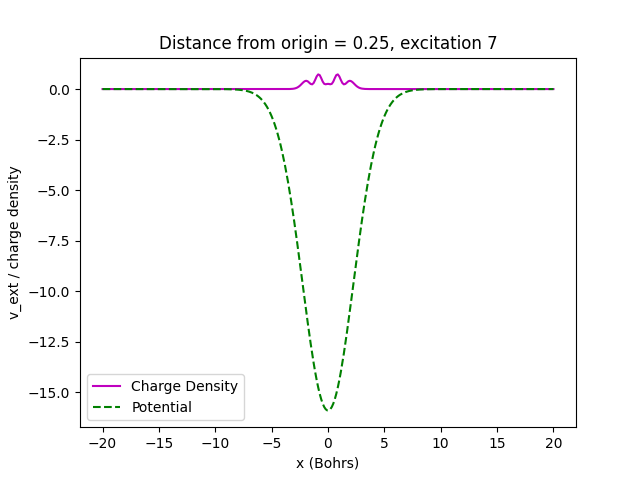 Distance from origin = 0.25, excitation 7
v_ext / charge density
0.0
−2.5
−5.0
−7.5
−10.0
−12.5
−15.0
Charge Density
Potential
−20 −15 −10 −5 0 5 10 15 20
x (Bohrs)